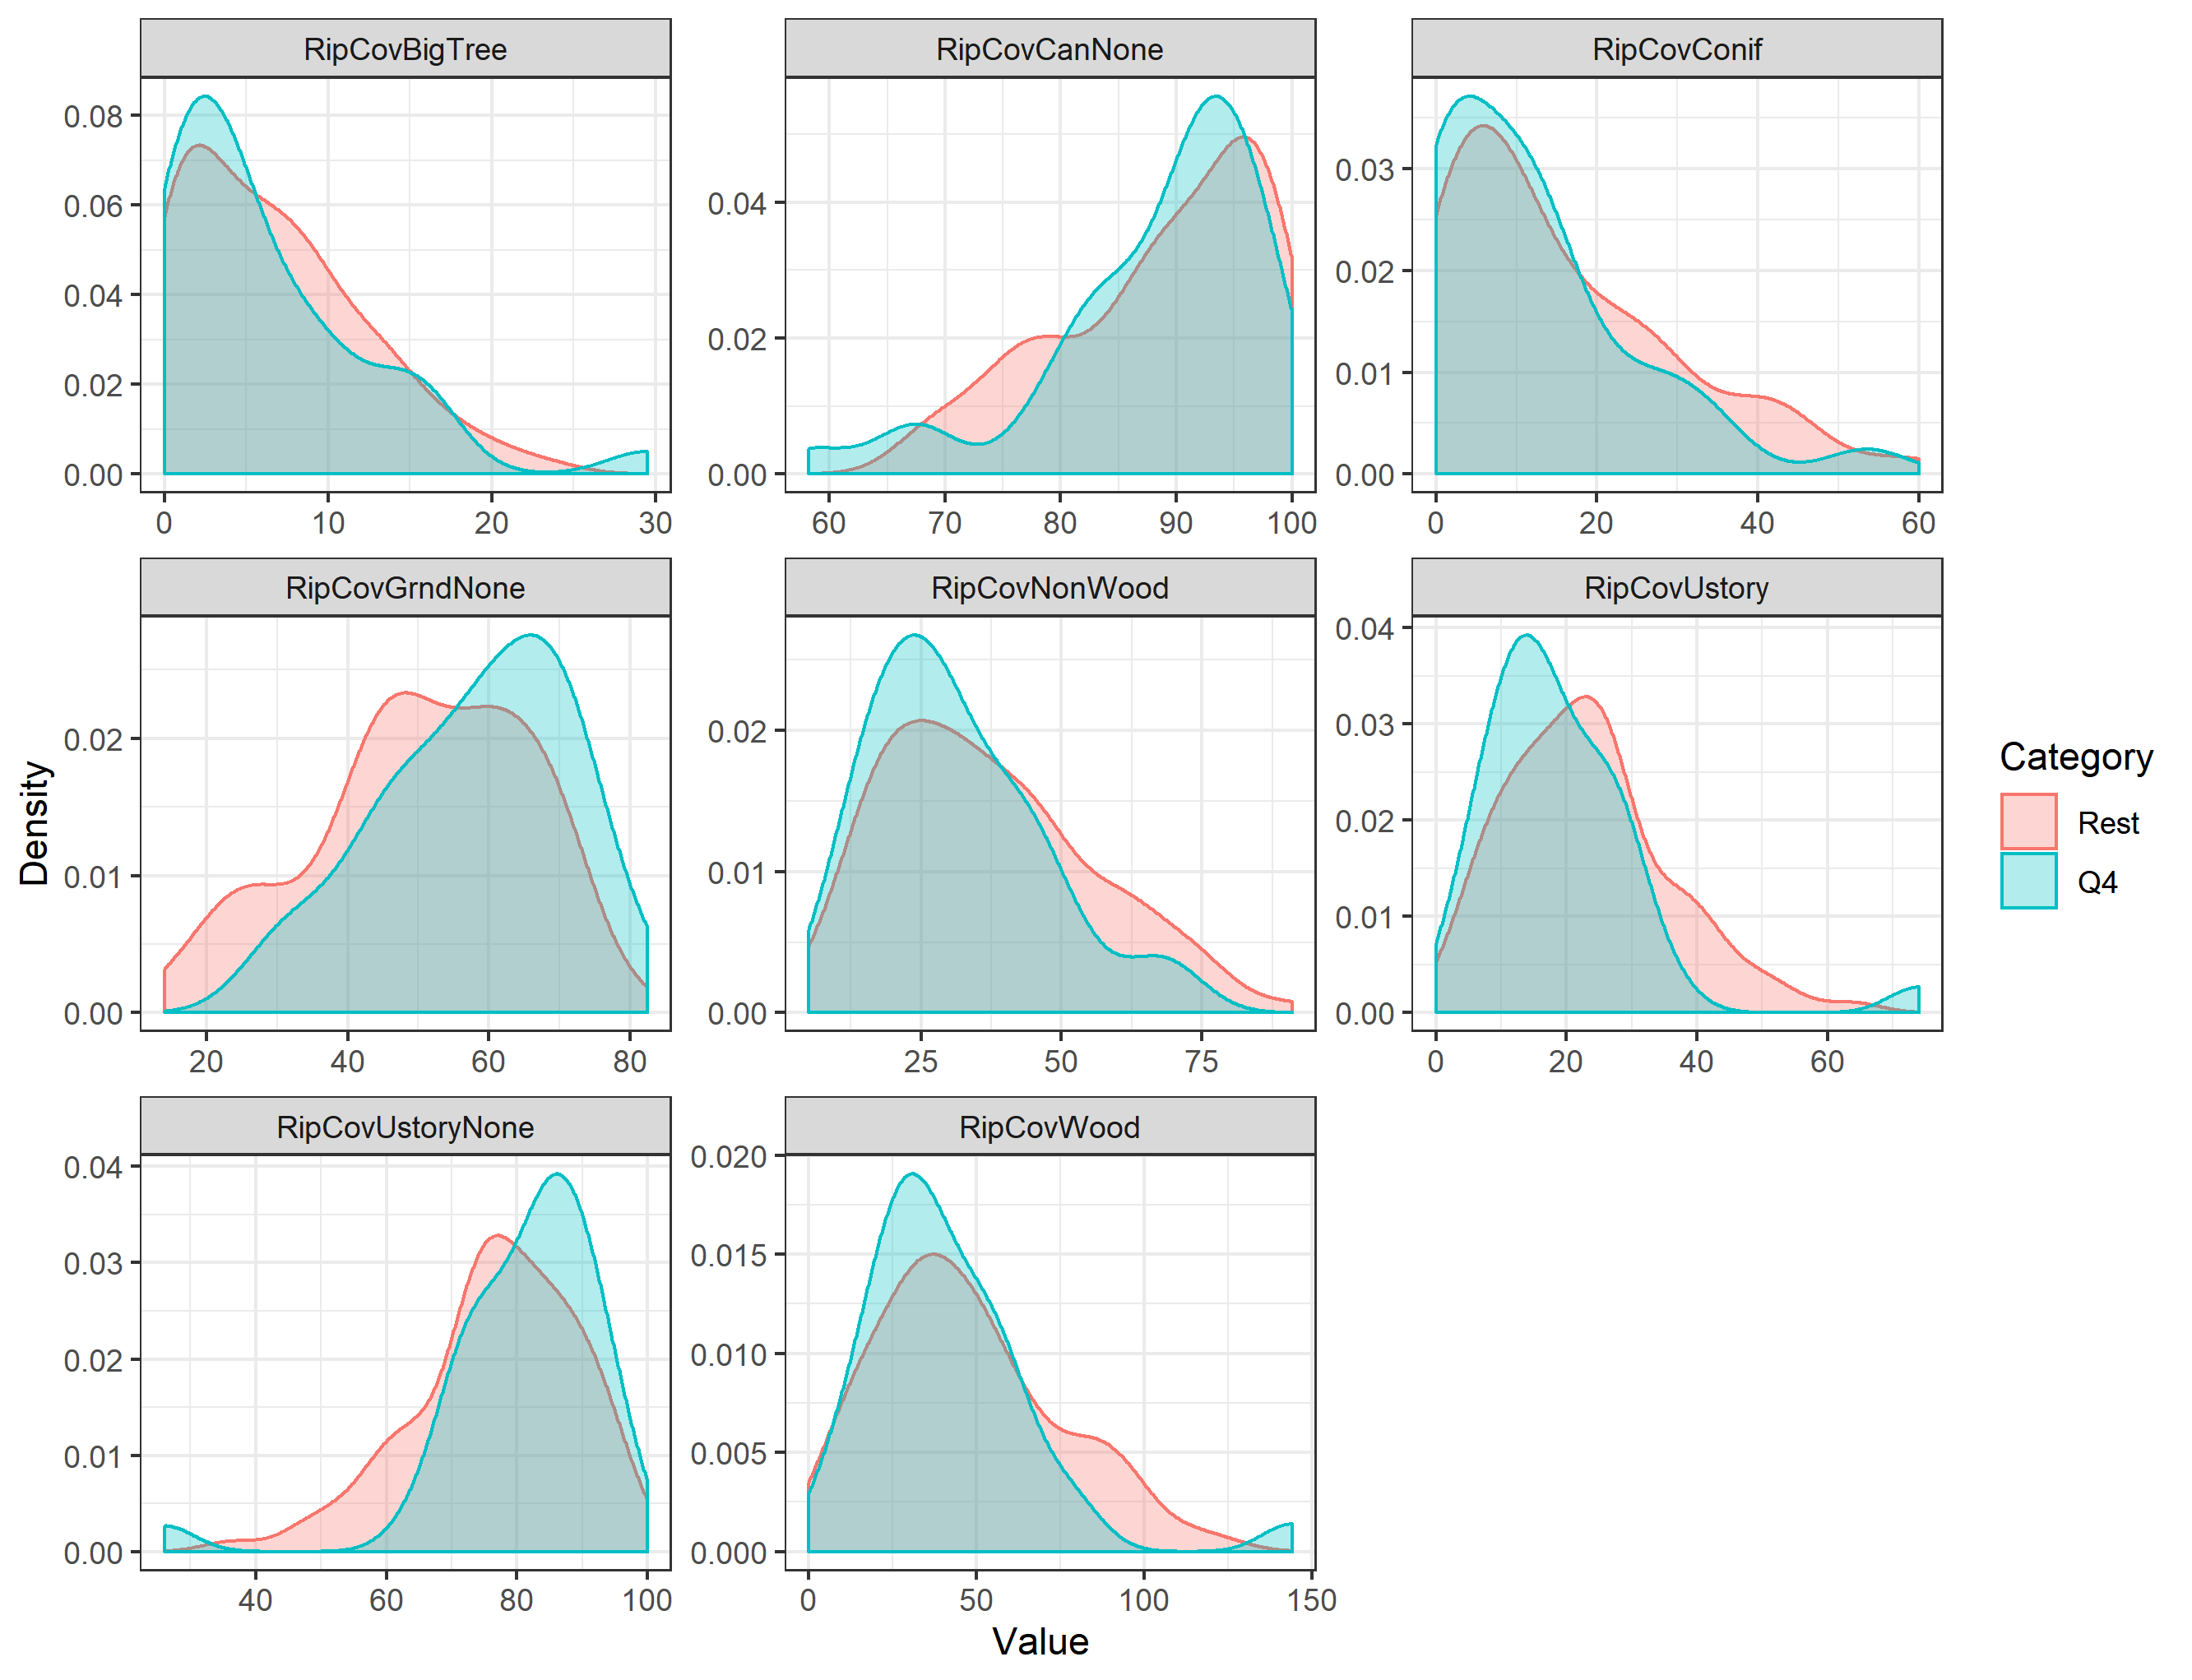 RipCovBigTree RipCovCanNone RipCovConif
0.08
0.06
0.04
0.02
0.00
0.04
0.02
0.00
0.03
0.02
0.01
0.00
0 10 20 30
60 70 80 90 100
0 20 40 60
RipCovGrndNone RipCovNonWood RipCovUstory
0.02
0.01
0.00
0.02
0.01
0.00
0.04
0.03
0.02
0.01
0.00
20 40 60 80
25 50 75
0 20 40 60
RipCovUstoryNone RipCovWood
0.04
0.03
0.02
0.01
0.00
0.020
0.015
0.010
0.005
0.000
40 60 80 100
0 50 100 150
Density
Value
Category
Rest
Q4